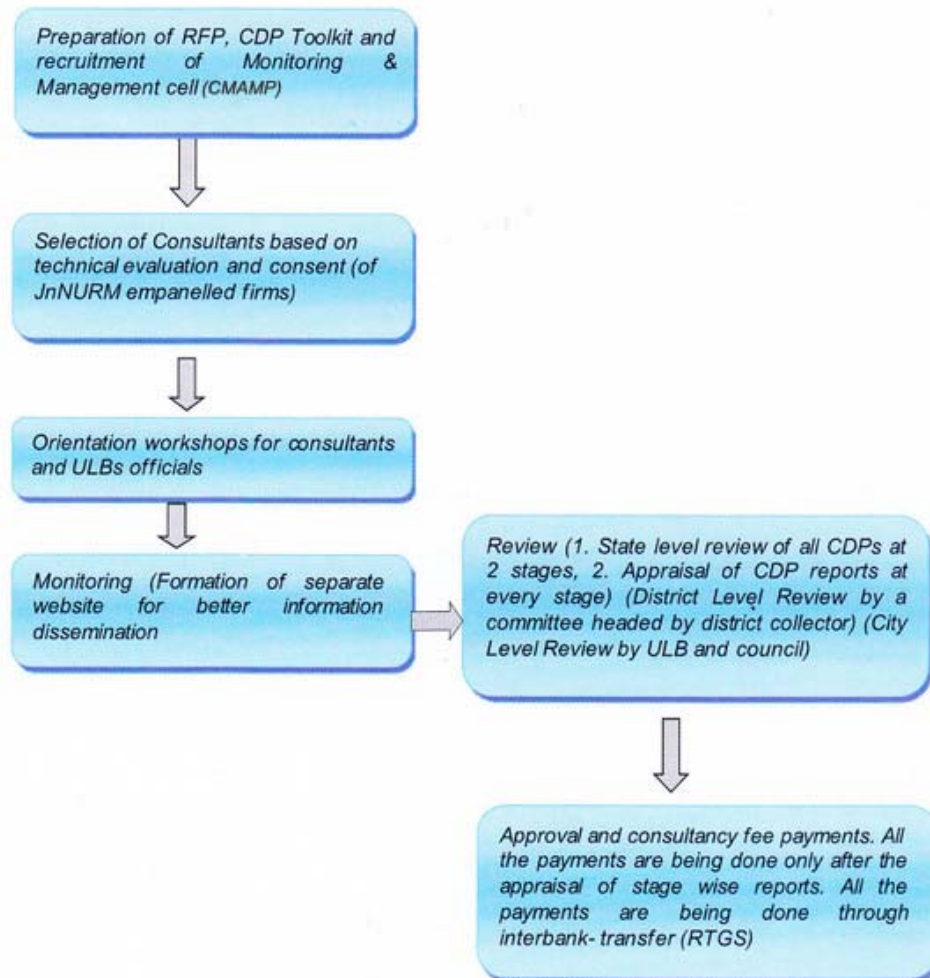 Preparation of RFP, CDP Toolkit and
recruitment of Monitoring &
Management cell (CMAMP)
Selection of Consultants based on
technical evaluation and consent (of
JnNURM empanelled firms)
Orientation workshops for consultants
and ULBs officials
Monitoring (Formation of separate
website for better information
dissemination
Review (1. State level review of all CDPs at
2 stages, 2. Appraisal of CDP reports at
every stage) (District Level Review by a
committee headed by district collector) (City
Level Review by ULB and council)
Approval and consultancy fee payments. All
the payments are being done only after the
appraisal of stage wise reports. All the
payments are being done through
interbank- transfer (RTGS)